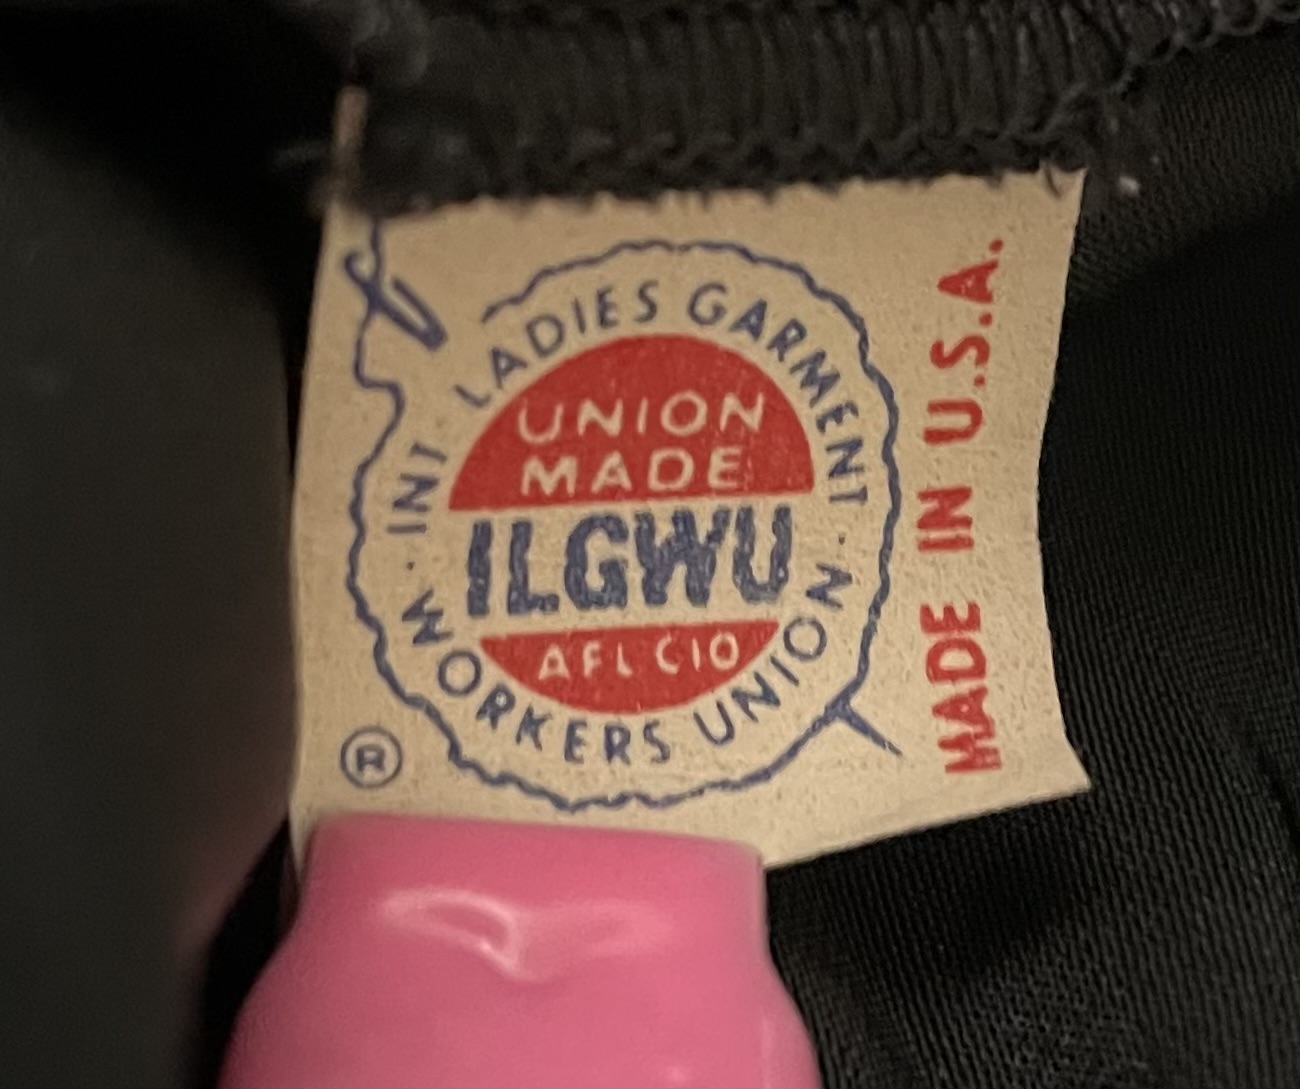 INT LADIES GARMENT
UNION
MADE
ILGWU
AFL CIO
WORKERS UNION
®
MADE IN U.S.A.